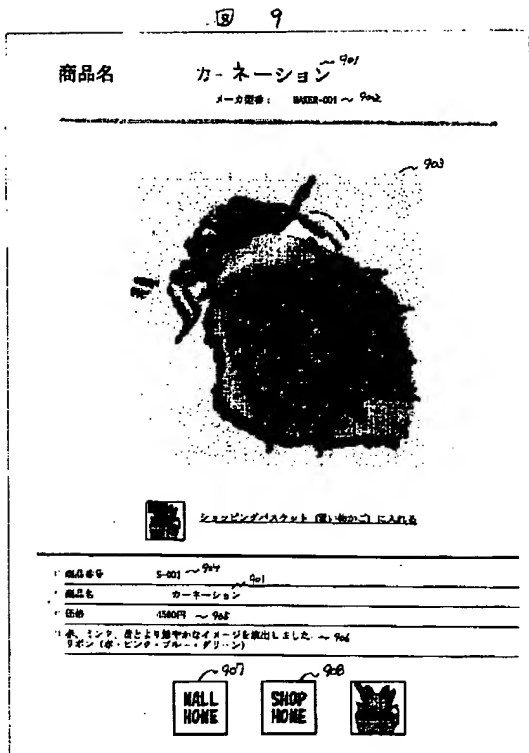 図 9
商品名 カーネーション ~901
メーカ型番: MAKER-001 ~902
~903
ショッピングバスケット(買い物かご)に入れる
商品番号 S-001 ~904
~901
商品名 カーネーション
価格 4500円 ~905
赤、ピンク、 より鮮やかなイメージを演出しました ~906
リボン(赤・ピンク・ブルー・グリーン)
~907 ~908
MALL SHOP
HOME HOME